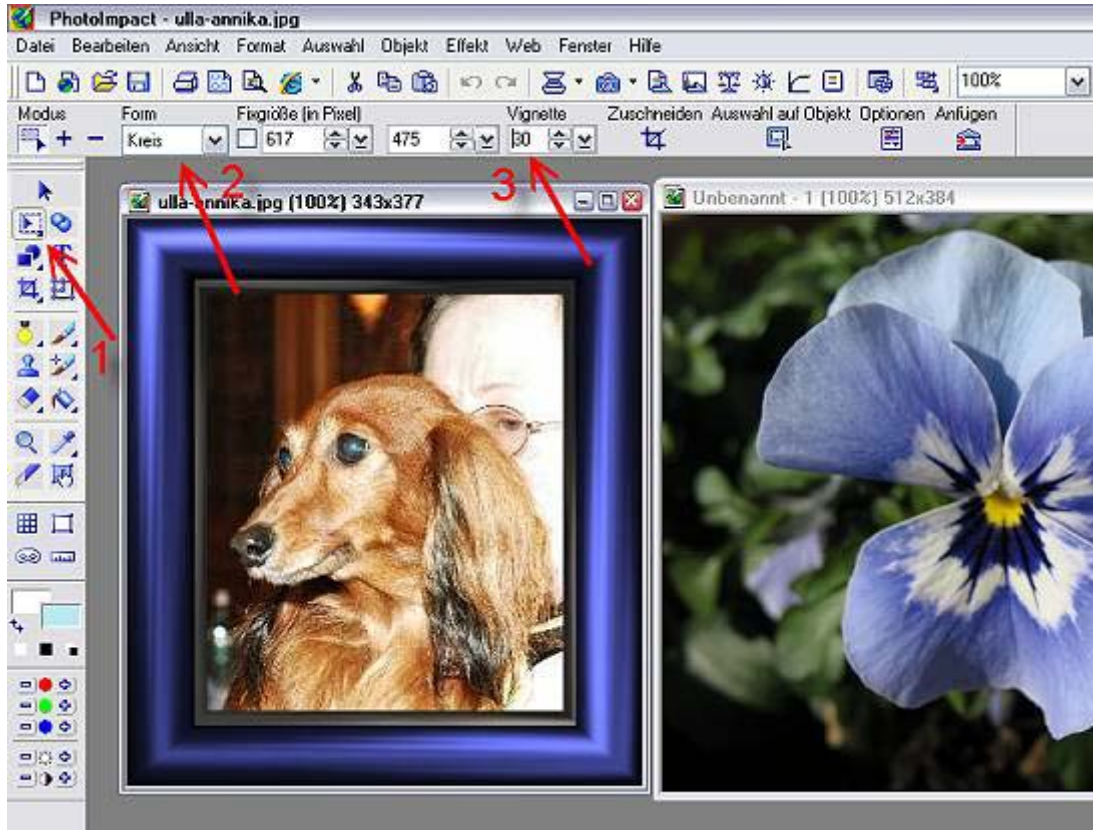 PhotoImpact - ulla-annika.jpg
Datei Bearbeiten Ansicht Format Auswahl Objekt Effekt Web Fenster Hilfe
100%
Modus Form Fixgröße (in Pixel) Vignette Zuschneiden Auswahl auf Objekt Optionen Anfügen
Kreis 617 475 30
2 3
ulla-annika.jpg (100%) 343x377
Unbenannt - 1 (100%) 512x384
T
1